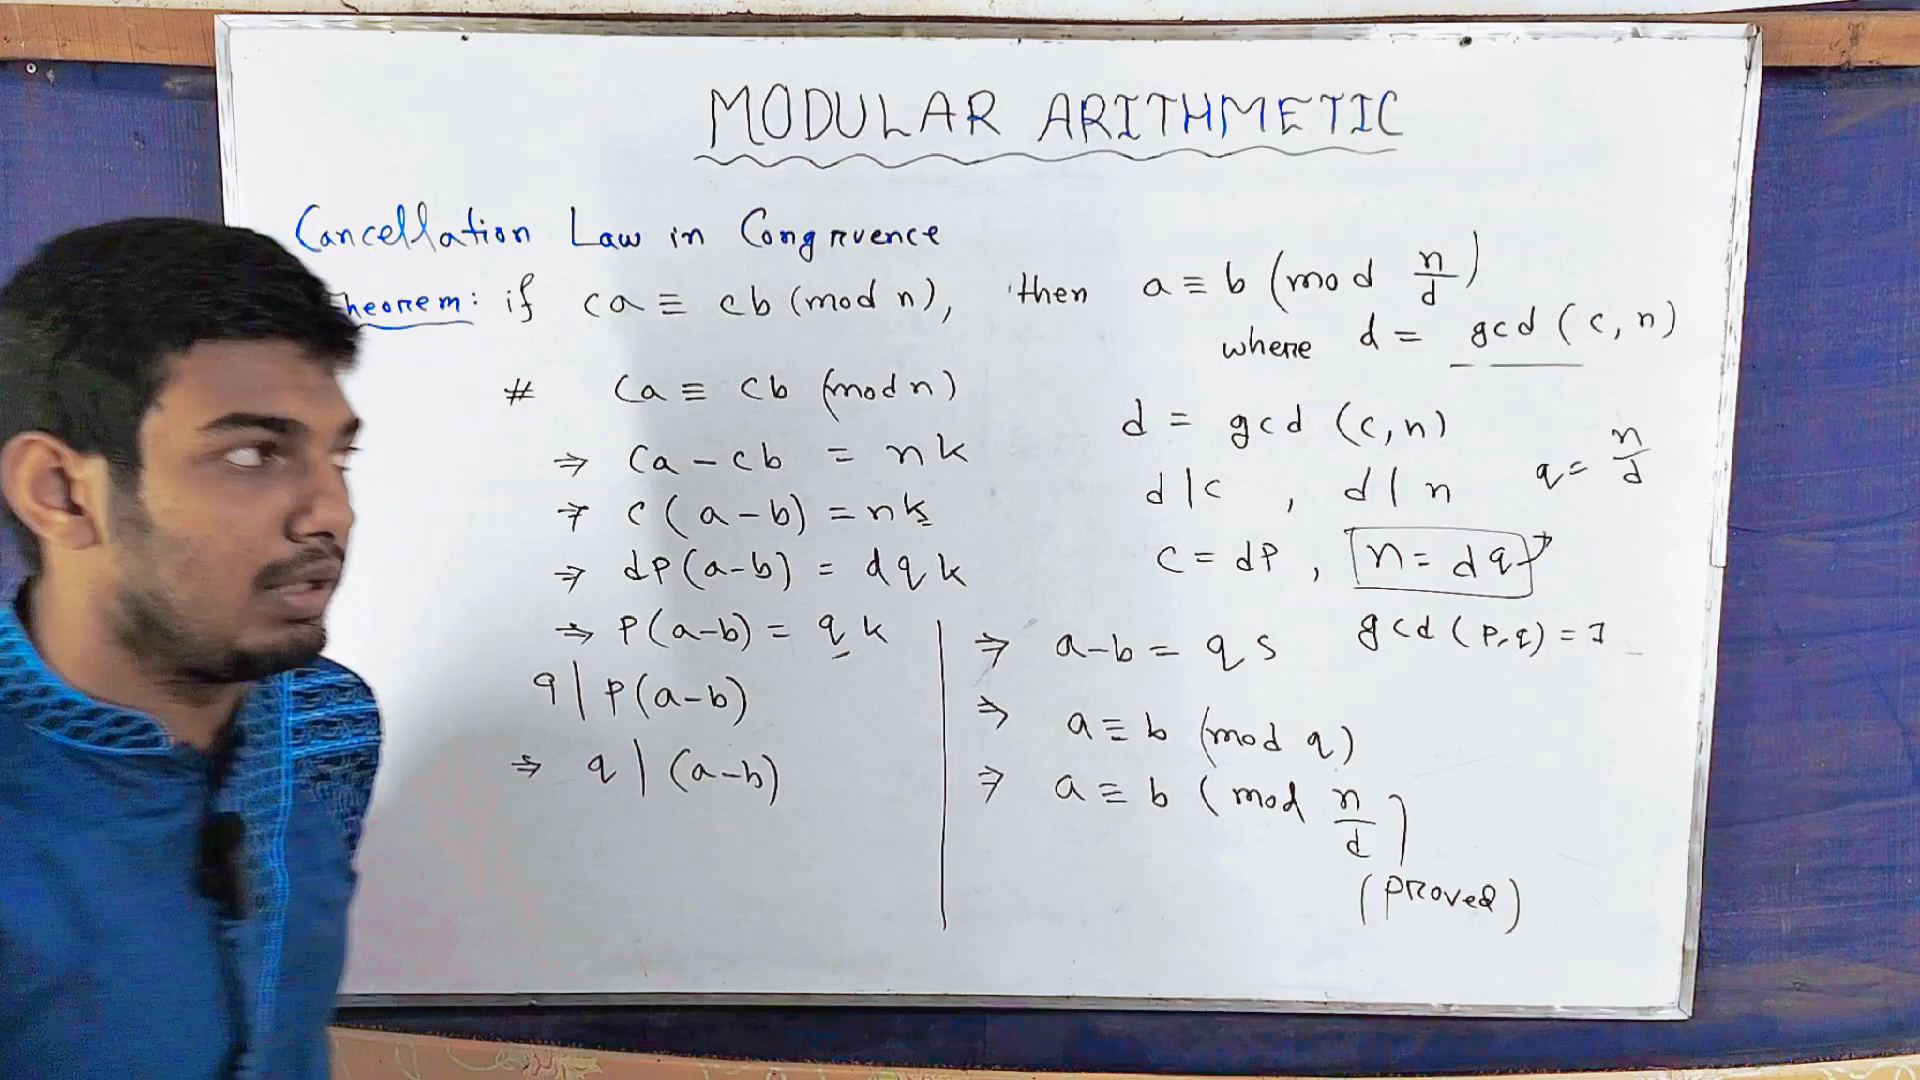 MODULAR ARITHMETIC
Cancellation Law in Congruence
heorem: if ca ≡ cb (mod n), then a ≡ b (mod n/d)
where d = gcd (c, n)
# ca ≡ cb (mod n)
⇒ ca - cb = nk
⇒ c(a-b) = nk
⇒ dp(a-b) = dqk
⇒ p(a-b) = qk
q | p(a-b)
⇒ q | (a-b)
d = gcd (c, n)
d | c , d | n
q = n/d
c = dp , n = dq
gcd (p, q) = 1
⇒ a-b = qs
⇒ a ≡ b (mod q)
⇒ a ≡ b (mod n/d)
(proved)